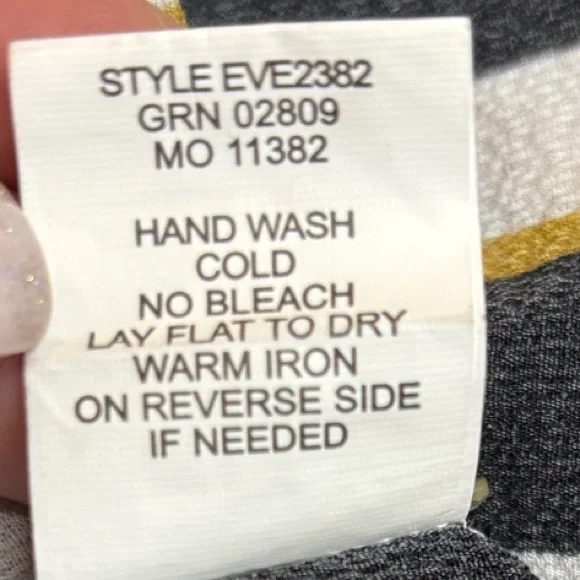 STYLE EVE2382
GRN 02809
MO 11382
HAND WASH
COLD
NO BLEACH
LAY FLAT TO DRY
WARM IRON
ON REVERSE SIDE
IF NEEDED